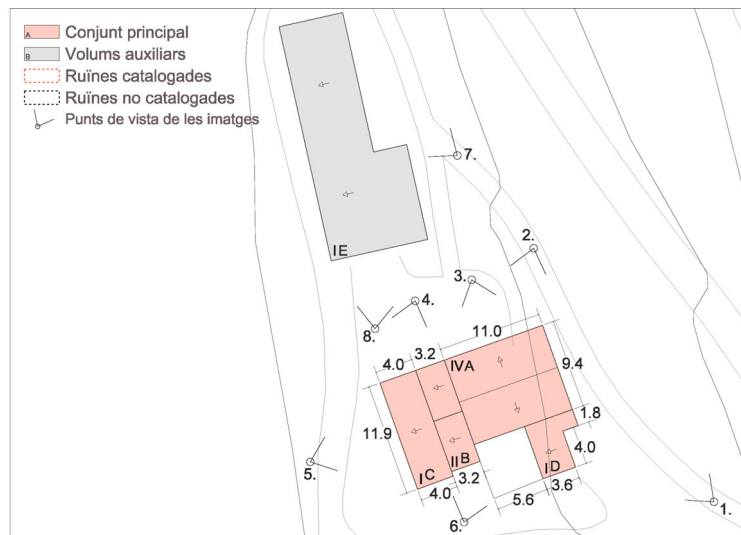 A Conjunt principal
B Volums auxiliars
Ruïnes catalogades
Ruïnes no catalogades
Punts de vista de les imatges
7.
2.
IE
3.
4.
8.
11.0
3.2
4.0
IVA
9.4
1.8
11.9
4.0
IC
IIB
ID
3.2
4.0
5.6
3.6
5.
6.
1.